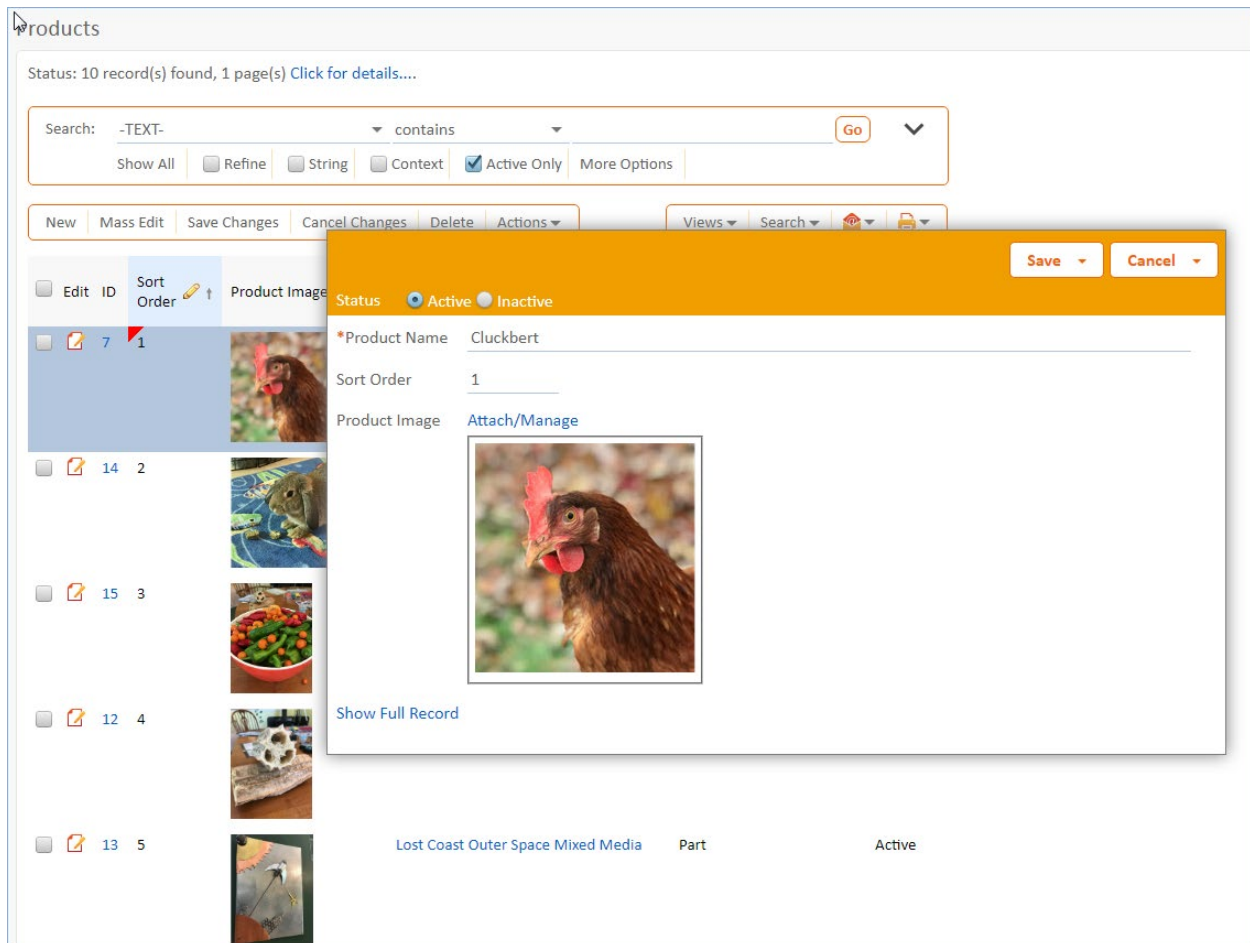 Products
Status: 10 record(s) found, 1 page(s) Click for details....
Search: -TEXT- contains Go
Show All Refine String Context Active Only More Options
New Mass Edit Save Changes Cancel Changes Delete Actions Views Search
Save Cancel
Edit ID Sort Order Product Image
Status Active Inactive
7 1
*Product Name Cluckbert
Sort Order 1
Product Image Attach/Manage
14 2
15 3
12 4
Show Full Record
13 5 Lost Coast Outer Space Mixed Media Part Active